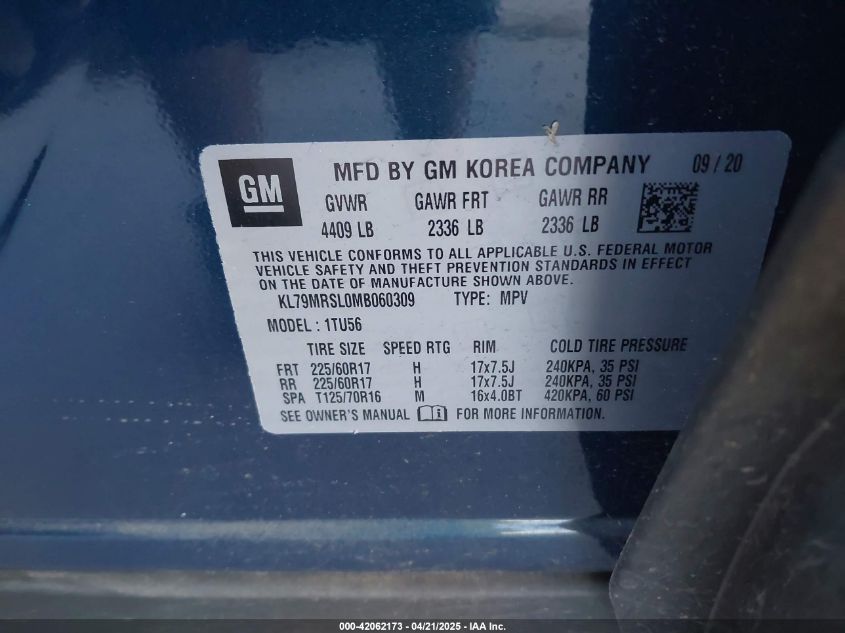 GM
MFD BY GM KOREA COMPANY 09 / 20
GVWR GAWR FRT GAWR RR
4409 LB 2336 LB 2336 LB
THIS VEHICLE CONFORMS TO ALL APPLICABLE U.S. FEDERAL MOTOR
VEHICLE SAFETY AND THEFT PREVENTION STANDARDS IN EFFECT
ON THE DATE OF MANUFACTURE SHOWN ABOVE.
KL79MRSL0MB060309 TYPE: MPV
MODEL : 1TU56
TIRE SIZE SPEED RTG RIM COLD TIRE PRESSURE
FRT 225/60R17 H 17x7.5J 240KPA, 35 PSI
RR 225/60R17 H 17x7.5J 240KPA, 35 PSI
SPA T125/70R16 M 16x4.0BT 420KPA, 60 PSI
SEE OWNER'S MANUAL i FOR MORE INFORMATION.
000-42062173 - 04/21/2025 - IAA Inc.